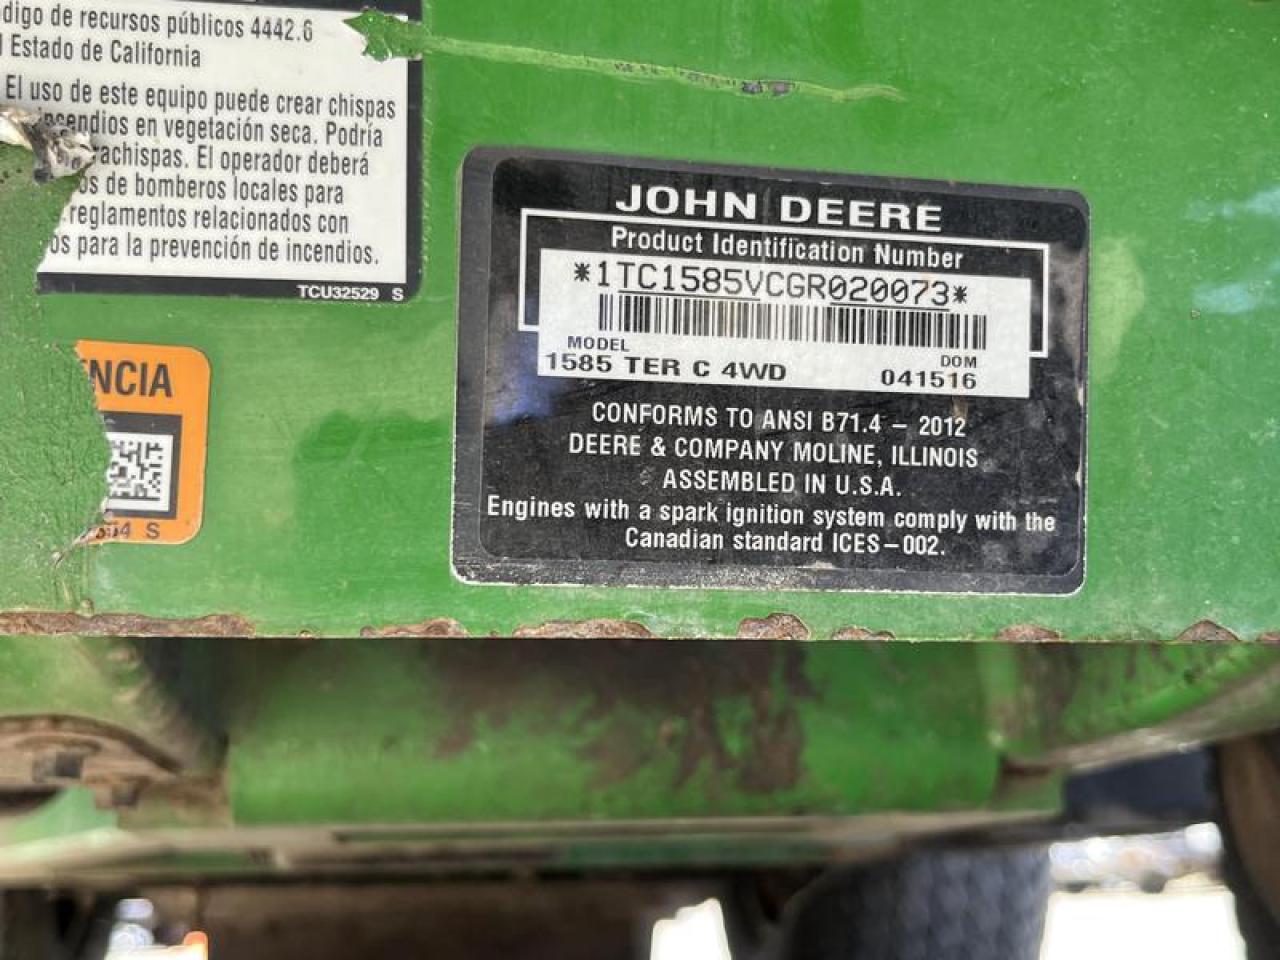 digo de recursos públicos 4442.6
l Estado de California
El uso de este equipo puede crear chispas
incendios en vegetación seca. Podría
rachispas. El operador deberá
os de bomberos locales para
reglamentos relacionados con
os para la prevención de incendios.
TCU32529 S
NCIA
S
JOHN DEERE
Product Identification Number
*1TC1585VCGR020073*
MODEL
DOM
1585 TER C 4WD
041516
CONFORMS TO ANSI B71.4 – 2012
DEERE & COMPANY MOLINE, ILLINOIS
ASSEMBLED IN U.S.A.
Engines with a spark ignition system comply with the
Canadian standard ICES–002.